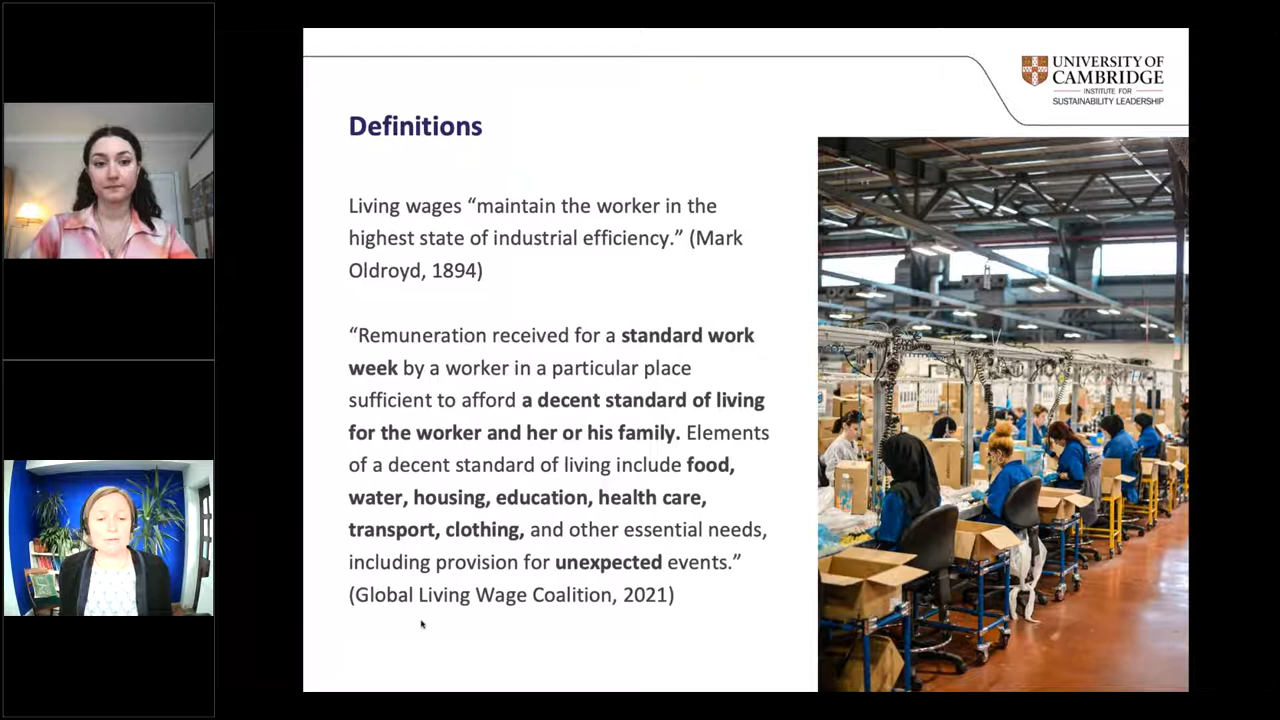 UNIVERSITY OF
CAMBRIDGE
INSTITUTE FOR
SUSTAINABILITY LEADERSHIP
Definitions
Living wages “maintain the worker in the
highest state of industrial efficiency.” (Mark
Oldroyd, 1894)
“Remuneration received for a standard work
week by a worker in a particular place
sufficient to afford a decent standard of living
for the worker and her or his family. Elements
of a decent standard of living include food,
water, housing, education, health care,
transport, clothing, and other essential needs,
including provision for unexpected events.”
(Global Living Wage Coalition, 2021)